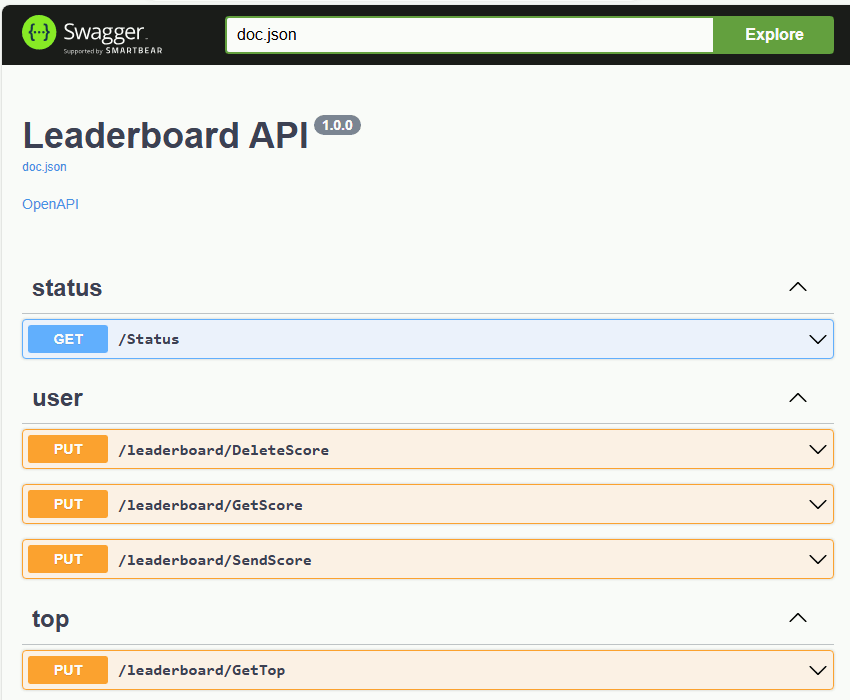 {··} Swagger
Supported by SMARTBEAR
doc.json
Explore
Leaderboard API 1.0.0
doc.json
OpenAPI
status
GET /Status
user
PUT /leaderboard/DeleteScore
PUT /leaderboard/GetScore
PUT /leaderboard/SendScore
top
PUT /leaderboard/GetTop